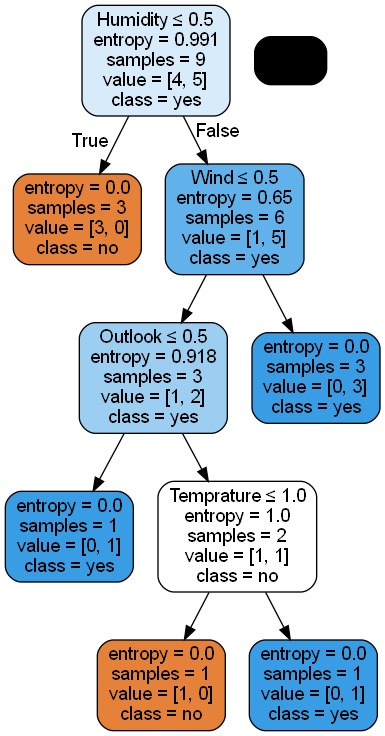 Humidity ≤ 0.5
entropy = 0.991
samples = 9
value = [4, 5]
class = yes
True
False
entropy = 0.0
samples = 3
value = [3, 0]
class = no
Wind ≤ 0.5
entropy = 0.65
samples = 6
value = [1, 5]
class = yes
Outlook ≤ 0.5
entropy = 0.918
samples = 3
value = [1, 2]
class = yes
entropy = 0.0
samples = 3
value = [0, 3]
class = yes
entropy = 0.0
samples = 1
value = [0, 1]
class = yes
Temprature ≤ 1.0
entropy = 1.0
samples = 2
value = [1, 1]
class = no
entropy = 0.0
samples = 1
value = [1, 0]
class = no
entropy = 0.0
samples = 1
value = [0, 1]
class = yes